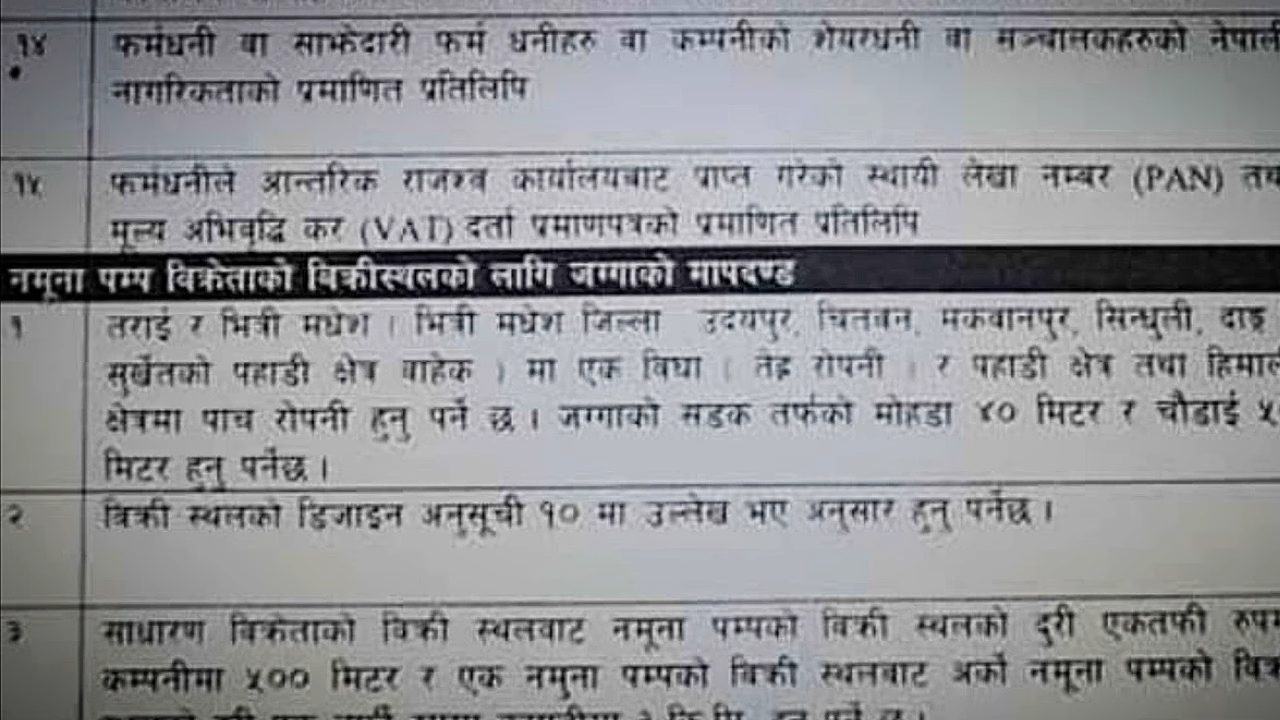 १४ फर्मधनी वा साझेदारी फर्म धनीहरु वा कम्पनीको शेयरधनी वा सञ्चालकहरुको नेपाली
नागरिकताको प्रमाणित प्रतिलिपि
१५ फर्मधनीले आन्तरिक राजश्व कार्यालयबाट प्राप्त गरेको स्थायी लेखा नम्बर (PAN)
मूल्य अभिवृद्धि कर (VAT) दर्ता प्रमाणपत्रको प्रमाणित प्रतिलिपि
नमूना पम्प विक्रेताको बिक्रीस्थलको लागि जग्गाको मापदण्ड
१ तराई र भित्री मधेश । भित्री मधेश जिल्ला उदयपुर, चितवन, मकवानपुर, सिन्धुली, दाङ्ग
सुर्खेतको पहाडी क्षेत्र बाहेक । मा एक विघा । तेह्र रोपनी । र पहाडी क्षेत्र तथा
क्षेत्रमा पाच रोपनी हुनु पर्ने छ । जग्गाको सडक तर्फको मोहडा ४० मिटर र चौडाई
मिटर हुनु पर्नेछ ।
२ बिक्री स्थलको डिजाइन अनुसूची १० मा उल्लेख भए अनुसार हुनु पर्नेछ ।
३ साधारण विक्रेताको विक्री स्थलबाट नमूना पम्पको विक्री स्थलको दुरी एकतर्फी
कम्पनीमा ५०० मिटर र एक नमुना पम्पको बिक्री स्थलबाट अर्को नमूना पम्पको